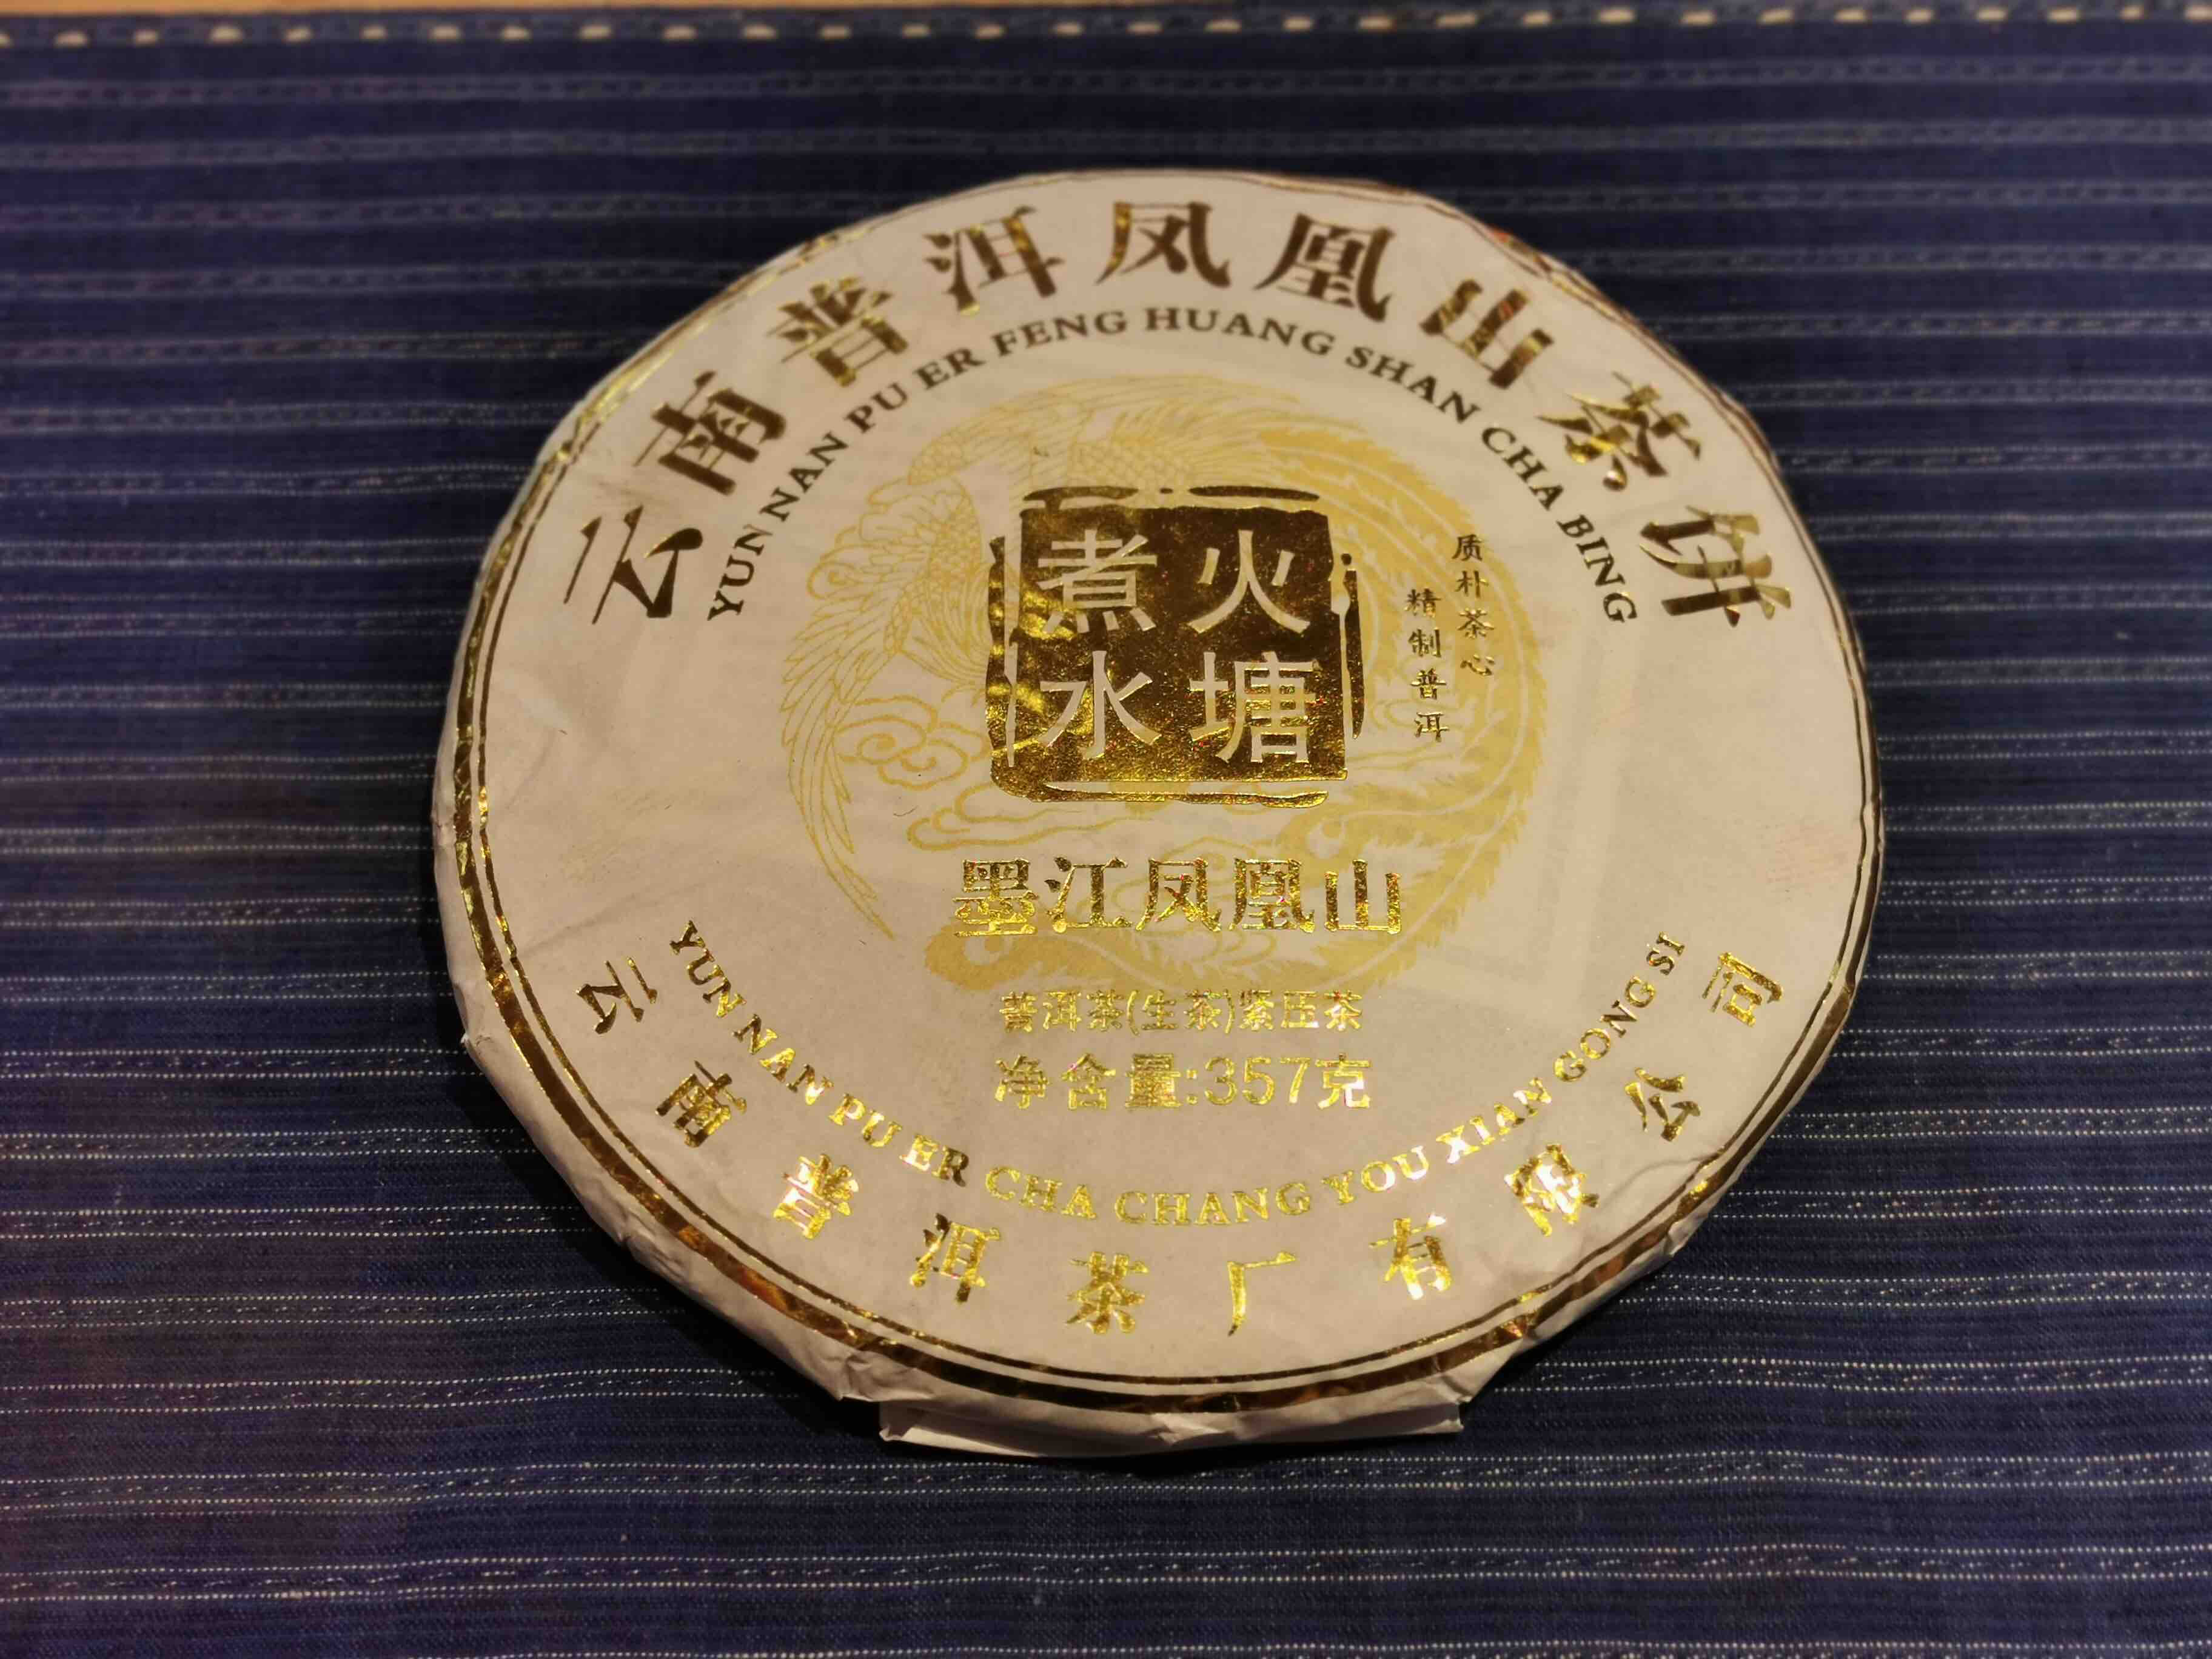 云南普洱凤凰山茶饼
YUN NAN PU ER FENG HUANG SHAN CHA BING
火塘
煮水
质朴茶心
精制普洱
墨江凤凰山
普洱茶(生茶)紧压茶
净含量:357克
YUN NAN PU ER CHA CHANG YOU XIAN GONG SI
云南普洱茶厂有限公司